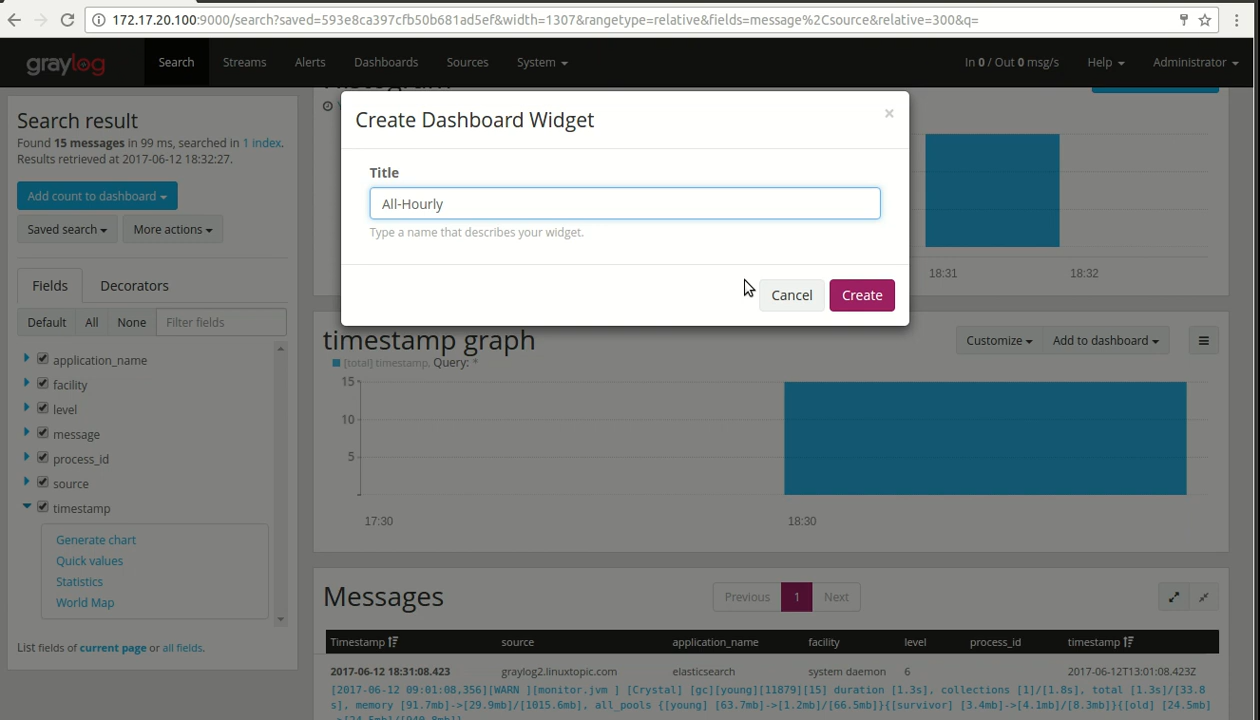 172.17.20.100:9000/search?saved=593e8ca397cfb50b681ad5ef&width=1307&rangetype=relative&fields=message%2Csource&relative=300&q=
graylog
Search
Streams
Alerts
Dashboards
Sources
System
In 0 / Out 0 msg/s
Help
Administrator
Search result
Found 15 messages in 99 ms, searched in 1 index.
Results retrieved at 2017-06-12 18:32:27.
Add count to dashboard
Saved search
More actions
Fields
Decorators
Default
All
None
Filter fields
application_name
facility
level
message
process_id
source
timestamp
Generate chart
Quick values
Statistics
World Map
List fields of current page or all fields.
Create Dashboard Widget
×
Title
All-Hourly
Type a name that describes your widget.
Cancel
Create
18:31
18:32
timestamp graph
[total] timestamp, Query: *
Customize
Add to dashboard
15
10
5
17:30
18:30
Messages
Previous
1
Next
Timestamp source application_name facility level process_id timestamp
2017-06-12 18:31:08.423 graylog2.linuxtopic.com elasticsearch system daemon 6 2017-06-12T13:01:08.423Z
[2017-06-12 09:01:08,356][WARN ][monitor.jvm ] [Crystal] [gc][young][11879][15] duration [1.3s], collections [1]/[1.8s], total [1.3s]/[33.8
s], memory [91.7mb]->[29.9mb]/[1015.6mb], all_pools {[young] [63.7mb]->[1.2mb]/[66.5mb]}{[survivor] [3.4mb]->[4.1mb]/[8.3mb]}{[old] [24.5mb]
->[24.5mb]/[940.8mb]}